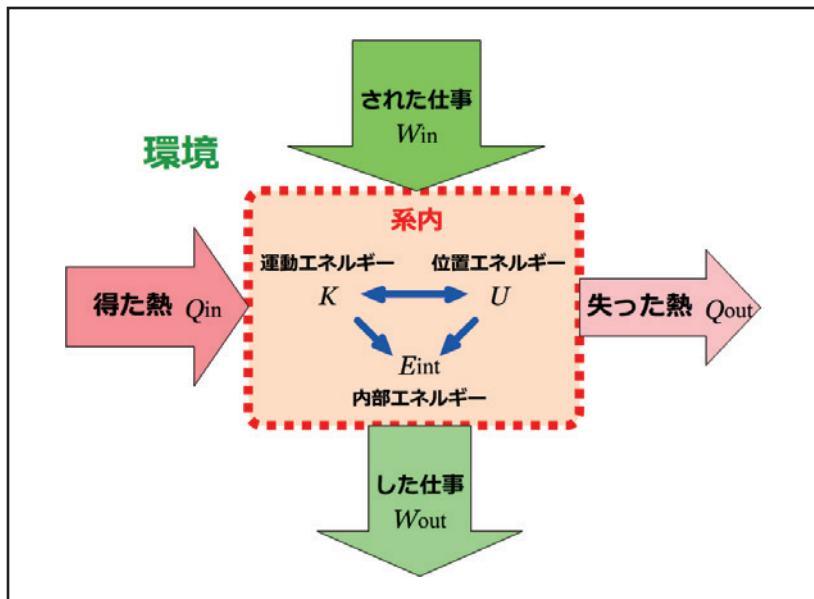 された仕事
Win
環境
系内
運動エネルギー 位置エネルギー
得た熱 Qin
K U
失った熱 Qout
Eint
内部エネルギー
した仕事
Wout